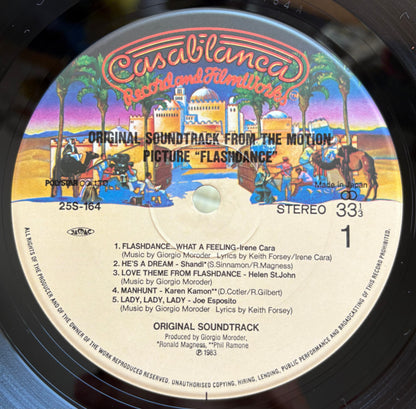 Casablanca
Record and FilmWorks
ORIGINAL SOUNDTRACK FROM THE MOTION
PICTURE "FLASHDANCE"
POLYSTAR CO., LTD.
25S-164
JASRAC
Made in Japan
STEREO 33 1/3
1
1. FLASHDANCE...WHAT A FEELING-Irene Cara
(Music by Giorgio Moroder Lyrics by Keith Forsey/Irene Cara)
2. HE'S A DREAM - Shandi* (S.Sinnamon/R.Magness)
3. LOVE THEME FROM FLASHDANCE - Helen St.John
(Music by Giorgio Moroder)
4. MANHUNT - Karen Kamon** (D.Cotler/R.Gilbert)
5. LADY, LADY, LADY - Joe Esposito
(Music by Giorgio Moroder Lyrics by Keith Forsey)
ORIGINAL SOUNDTRACK
Produced by Giorgio Moroder,
*Ronald Magness, **Phil Ramone
℗1983
ALL RIGHTS OF THE PRODUCER AND OF THE OWNER OF THE WORK REPRODUCED RESERVED. UNAUTHORISED COPYING, HIRING, LENDING, PUBLIC PERFORMANCE AND BROADCASTING OF THIS RECORD PROHIBITED.